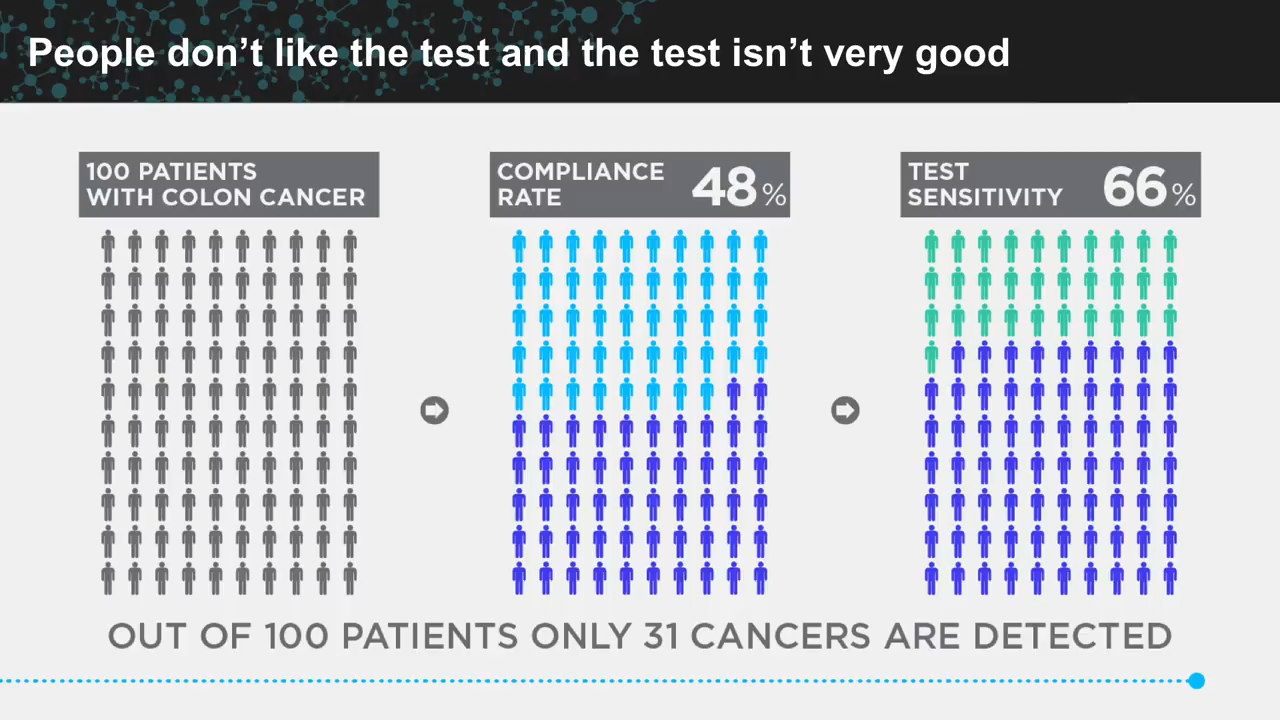 People don’t like the test and the test isn’t very good
100 PATIENTS
WITH COLON CANCER
COMPLIANCE
RATE
48%
TEST
SENSITIVITY
66%
OUT OF 100 PATIENTS ONLY 31 CANCERS ARE DETECTED